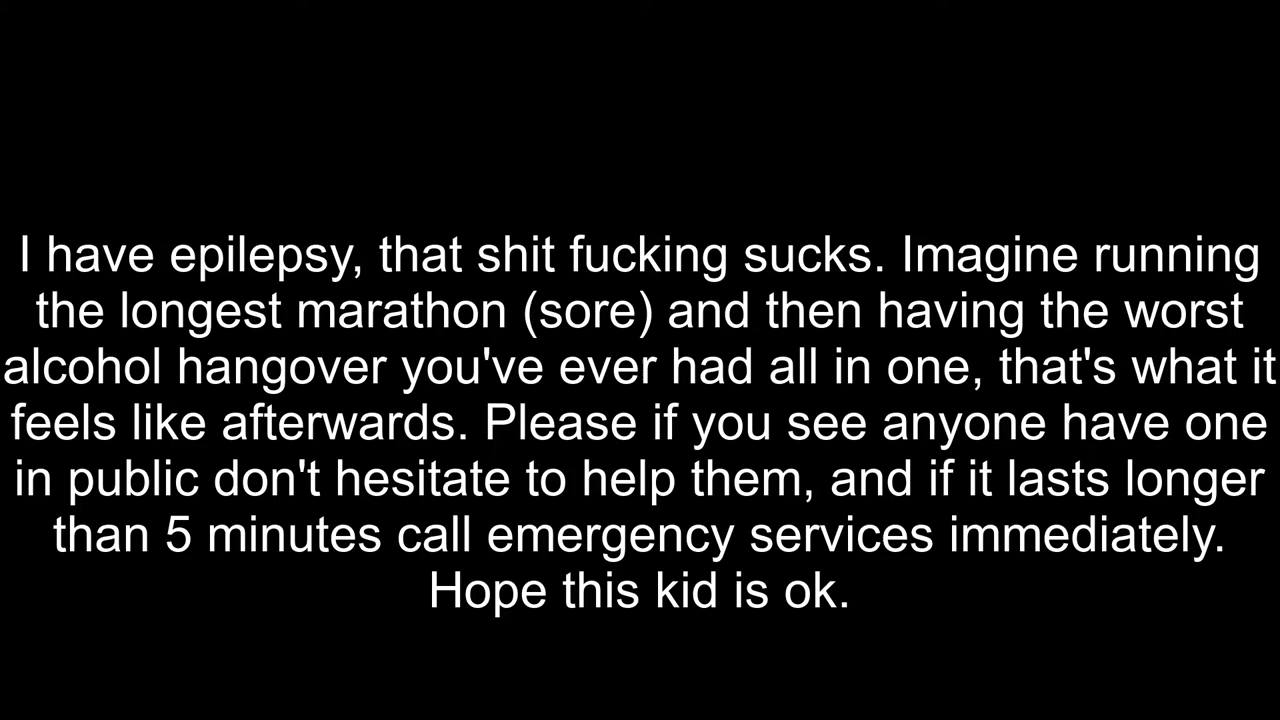 I have epilepsy, that shit fucking sucks. Imagine running
the longest marathon (sore) and then having the worst
alcohol hangover you've ever had all in one, that's what it
feels like afterwards. Please if you see anyone have one
in public don't hesitate to help them, and if it lasts longer
than 5 minutes call emergency services immediately.
Hope this kid is ok.